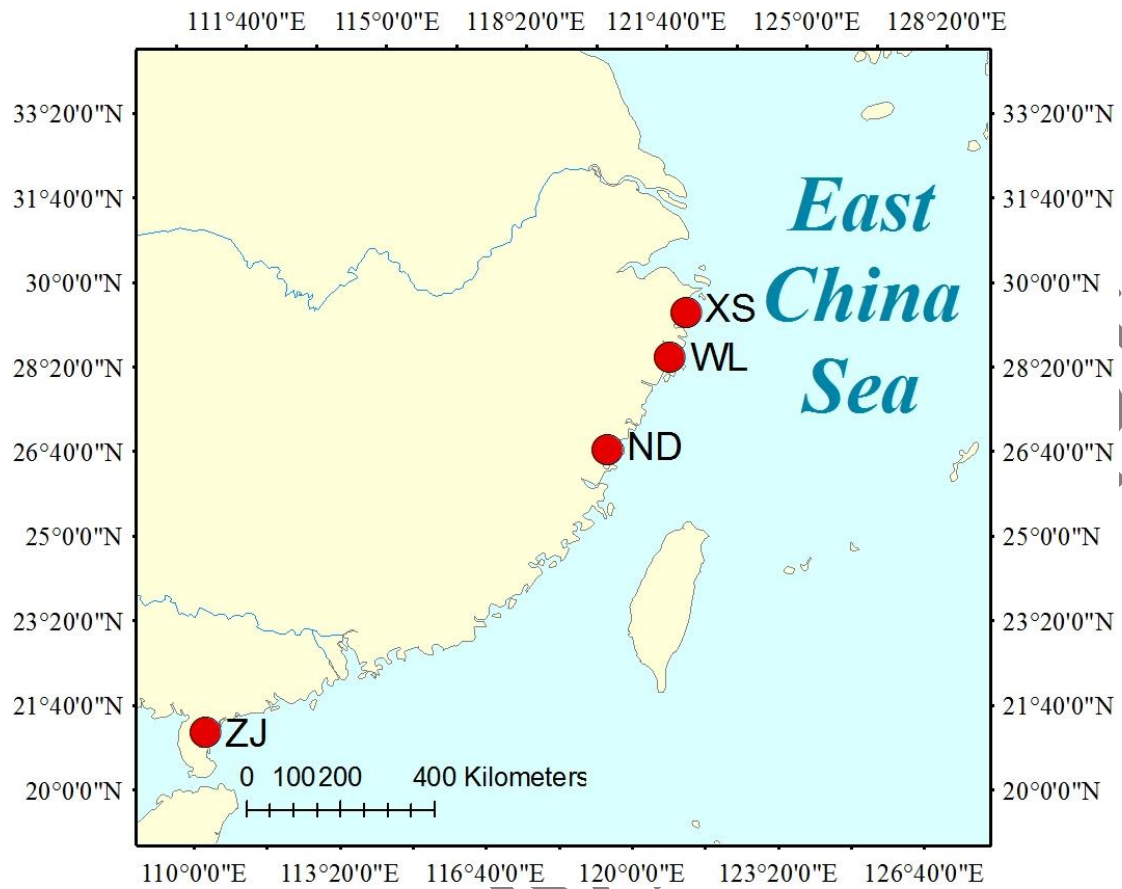 111°40'0"E 115°0'0"E 118°20'0"E 121°40'0"E 125°0'0"E 128°20'0"E
33°20'0"N 33°20'0"N
31°40'0"N 31°40'0"N
East
30°0'0"N 30°0'0"N
China
XS
28°20'0"N 28°20'0"N
WL
Sea
26°40'0"N 26°40'0"N
ND
25°0'0"N 25°0'0"N
23°20'0"N 23°20'0"N
21°40'0"N 21°40'0"N
ZJ
0 100 200 400 Kilometers
20°0'0"N 20°0'0"N
110°0'0"E 113°20'0"E 116°40'0"E 120°0'0"E 123°20'0"E 126°40'0"E